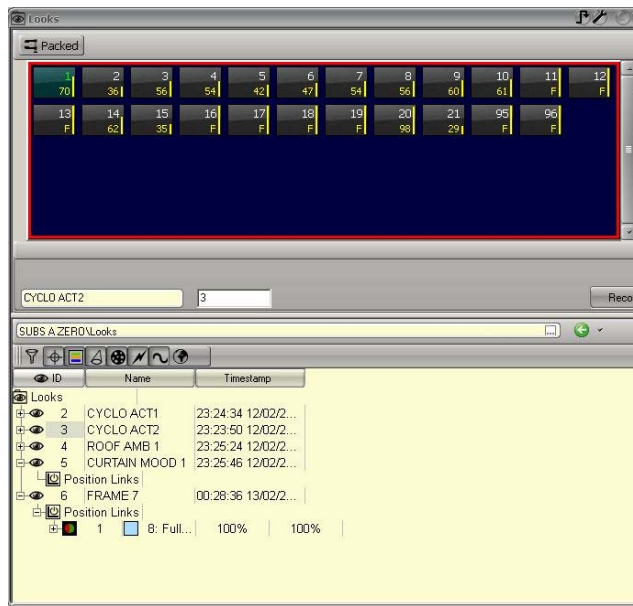 Looks
Packed
1 2 3 4 5 6 7 8 9 10 11 12
70 36 56 54 42 47 54 56 60 61 F F
13 14 15 16 17 18 19 20 21 95 96
F 62 35 F F F F 98 29 F F
CYCLO ACT2 3 Reco
SUBS A ZERO\Looks ...
ID Name Timestamp
Looks
2 CYCLO ACT1 23:24:34 12/02/2...
3 CYCLO ACT2 23:23:50 12/02/2...
4 ROOF AMB 1 23:25:24 12/02/2...
5 CURTAIN MOOD 1 23:25:46 12/02/2...
Position Links
6 FRAME 7 00:28:36 13/02/2...
Position Links
1 8: Full... 100% 100%